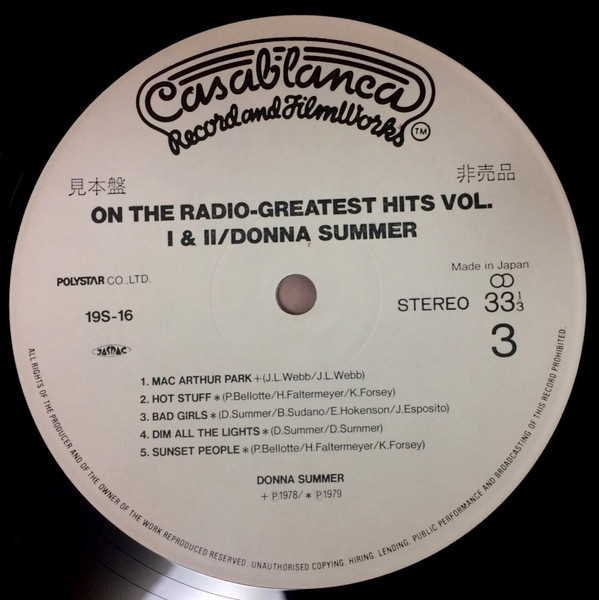 Casablanca
Record and FilmWorks TM
見本盤
非売品
ON THE RADIO-GREATEST HITS VOL.
I & II/DONNA SUMMER
POLYSTAR CO.,LTD.
Made in Japan
19S-16
STEREO 33 1/3
JASRAC
3
1. MAC ARTHUR PARK + (J.L.Webb/J.L.Webb)
2. HOT STUFF * (P.Bellotte/H.Faltermeyer/K.Forsey)
3. BAD GIRLS * (D.Summer/B.Sudano/E.Hokenson/J.Esposito)
4. DIM ALL THE LIGHTS * (D.Summer/D.Summer)
5. SUNSET PEOPLE * (P.Bellotte/H.Faltermeyer/K.Forsey)
DONNA SUMMER
+ ℗1978/ * ℗1979
ALL RIGHTS OF THE PRODUCER AND OF THE OWNER OF THE WORK REPRODUCED RESERVED. UNAUTHORISED COPYING, HIRING, LENDING, PUBLIC PERFORMANCE AND BROADCASTING OF THIS RECORD PROHIBITED.